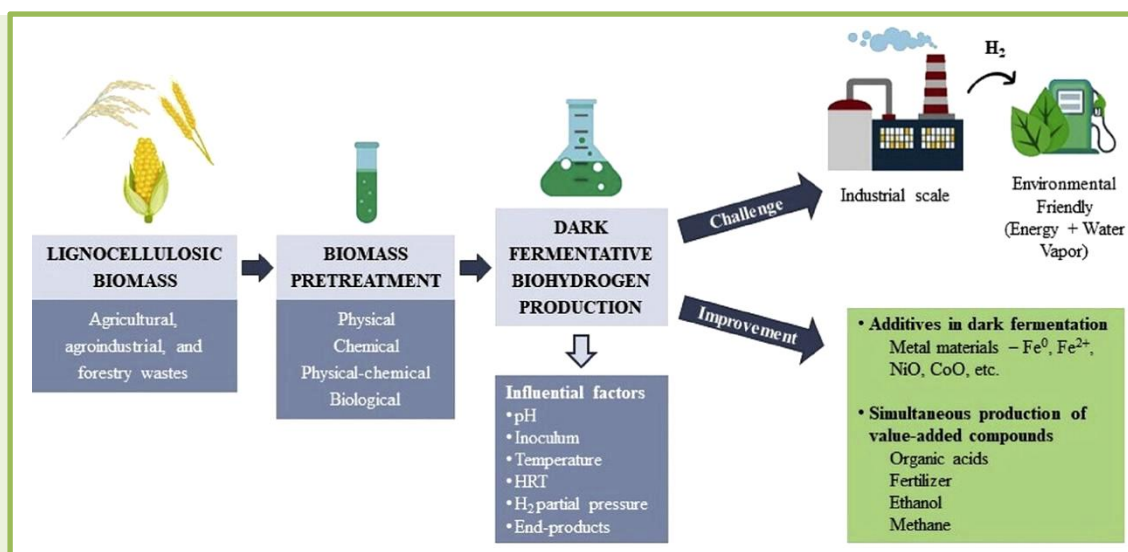 LIGNOCELLULOSIC
BIOMASS
Agricultural,
agroindustrial, and
forestry wastes
BIOMASS
PRETREATMENT
Physical
Chemical
Physical-chemical
Biological
DARK
FERMENTATIVE
BIOHYDROGEN
PRODUCTION
Influential factors
• pH
• Inoculum
• Temperature
• HRT
• H₂ partial pressure
• End-products
Challenge
Industrial scale
H₂
Environmental
Friendly
(Energy + Water
Vapor)
Improvement
• Additives in dark fermentation
Metal materials – Fe⁰, Fe²⁺,
NiO, CoO, etc.
• Simultaneous production of
value-added compounds
Organic acids
Fertilizer
Ethanol
Methane